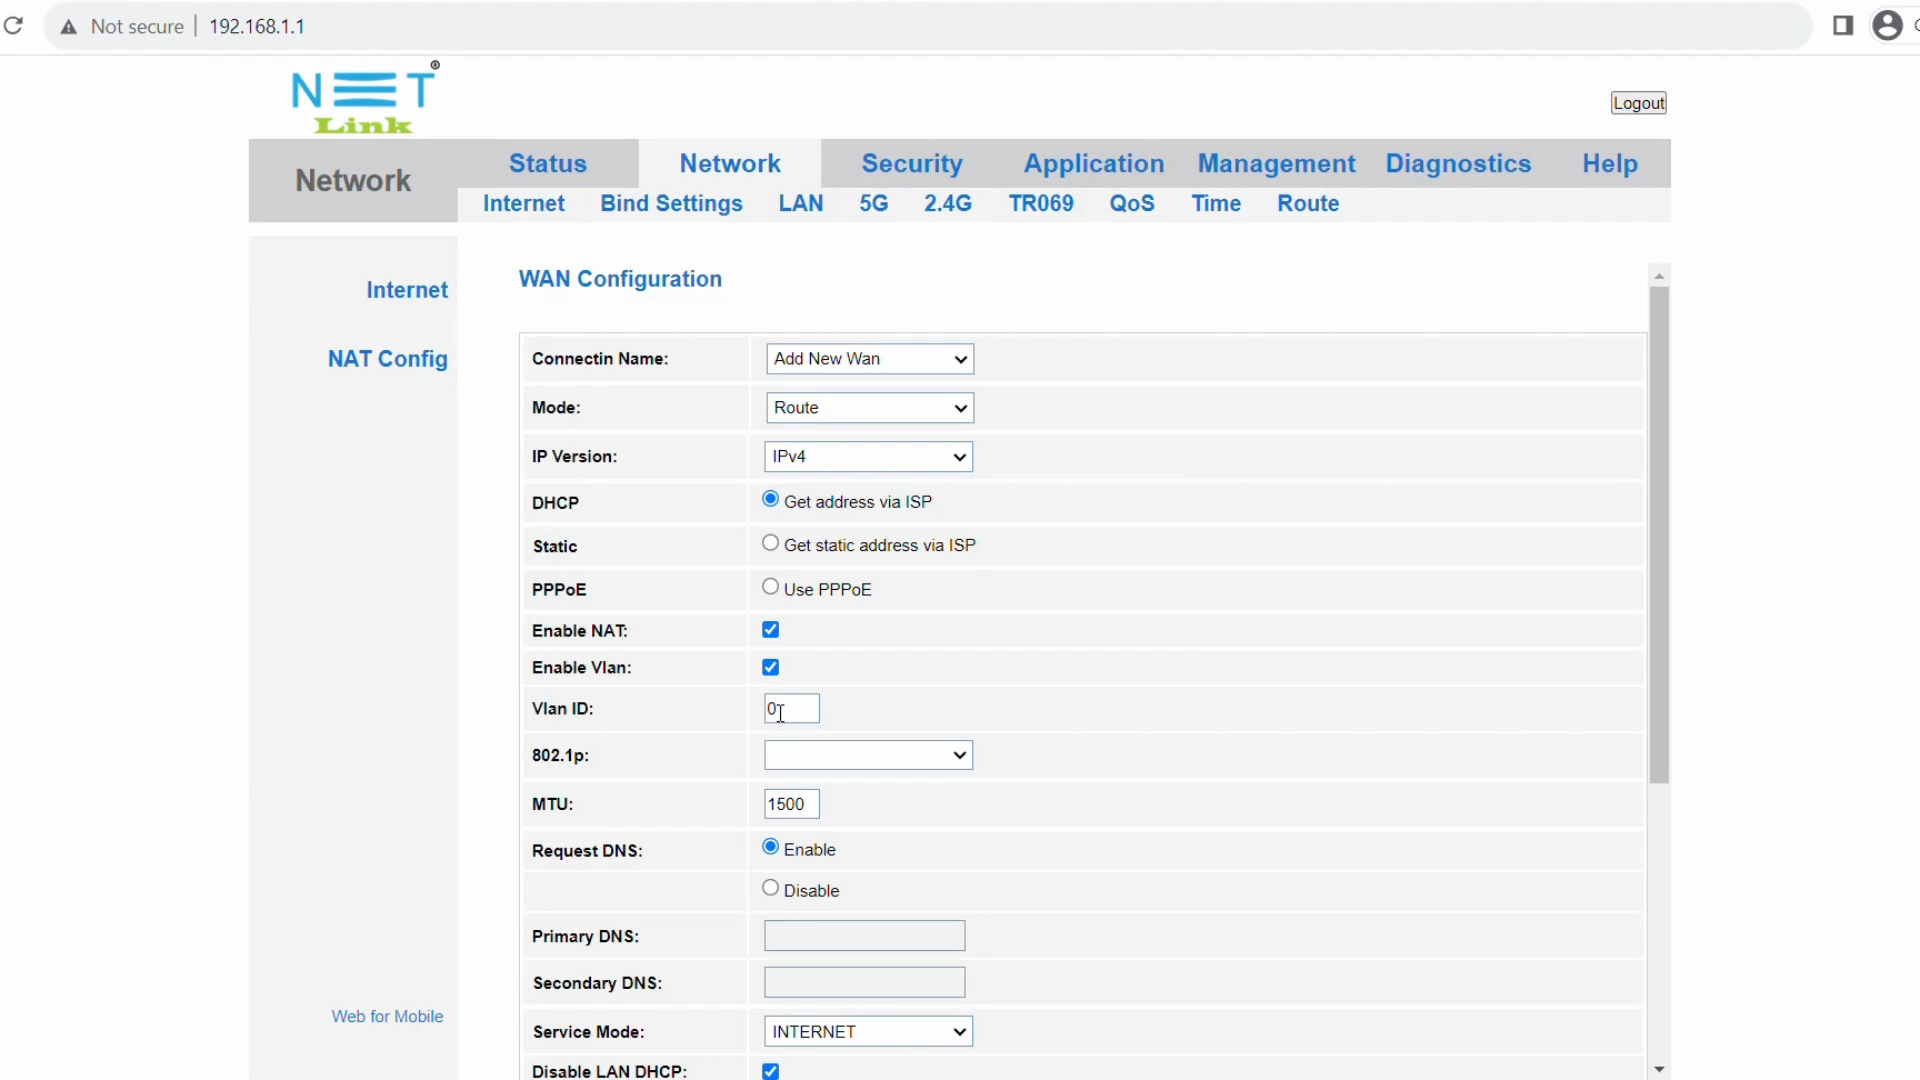 Not secure | 192.168.1.1
NET®
Link
Logout
Network
Status Network Security Application Management Diagnostics Help
Internet Bind Settings LAN 5G 2.4G TR069 QoS Time Route
Internet
NAT Config
Web for Mobile
WAN Configuration
Connectin Name: Add New Wan
Mode: Route
IP Version: IPv4
DHCP Get address via ISP
Static Get static address via ISP
PPPoE Use PPPoE
Enable NAT:
Enable Vlan:
Vlan ID: 0
802.1p:
MTU: 1500
Request DNS: Enable
Disable
Primary DNS:
Secondary DNS:
Service Mode: INTERNET
Disable LAN DHCP: